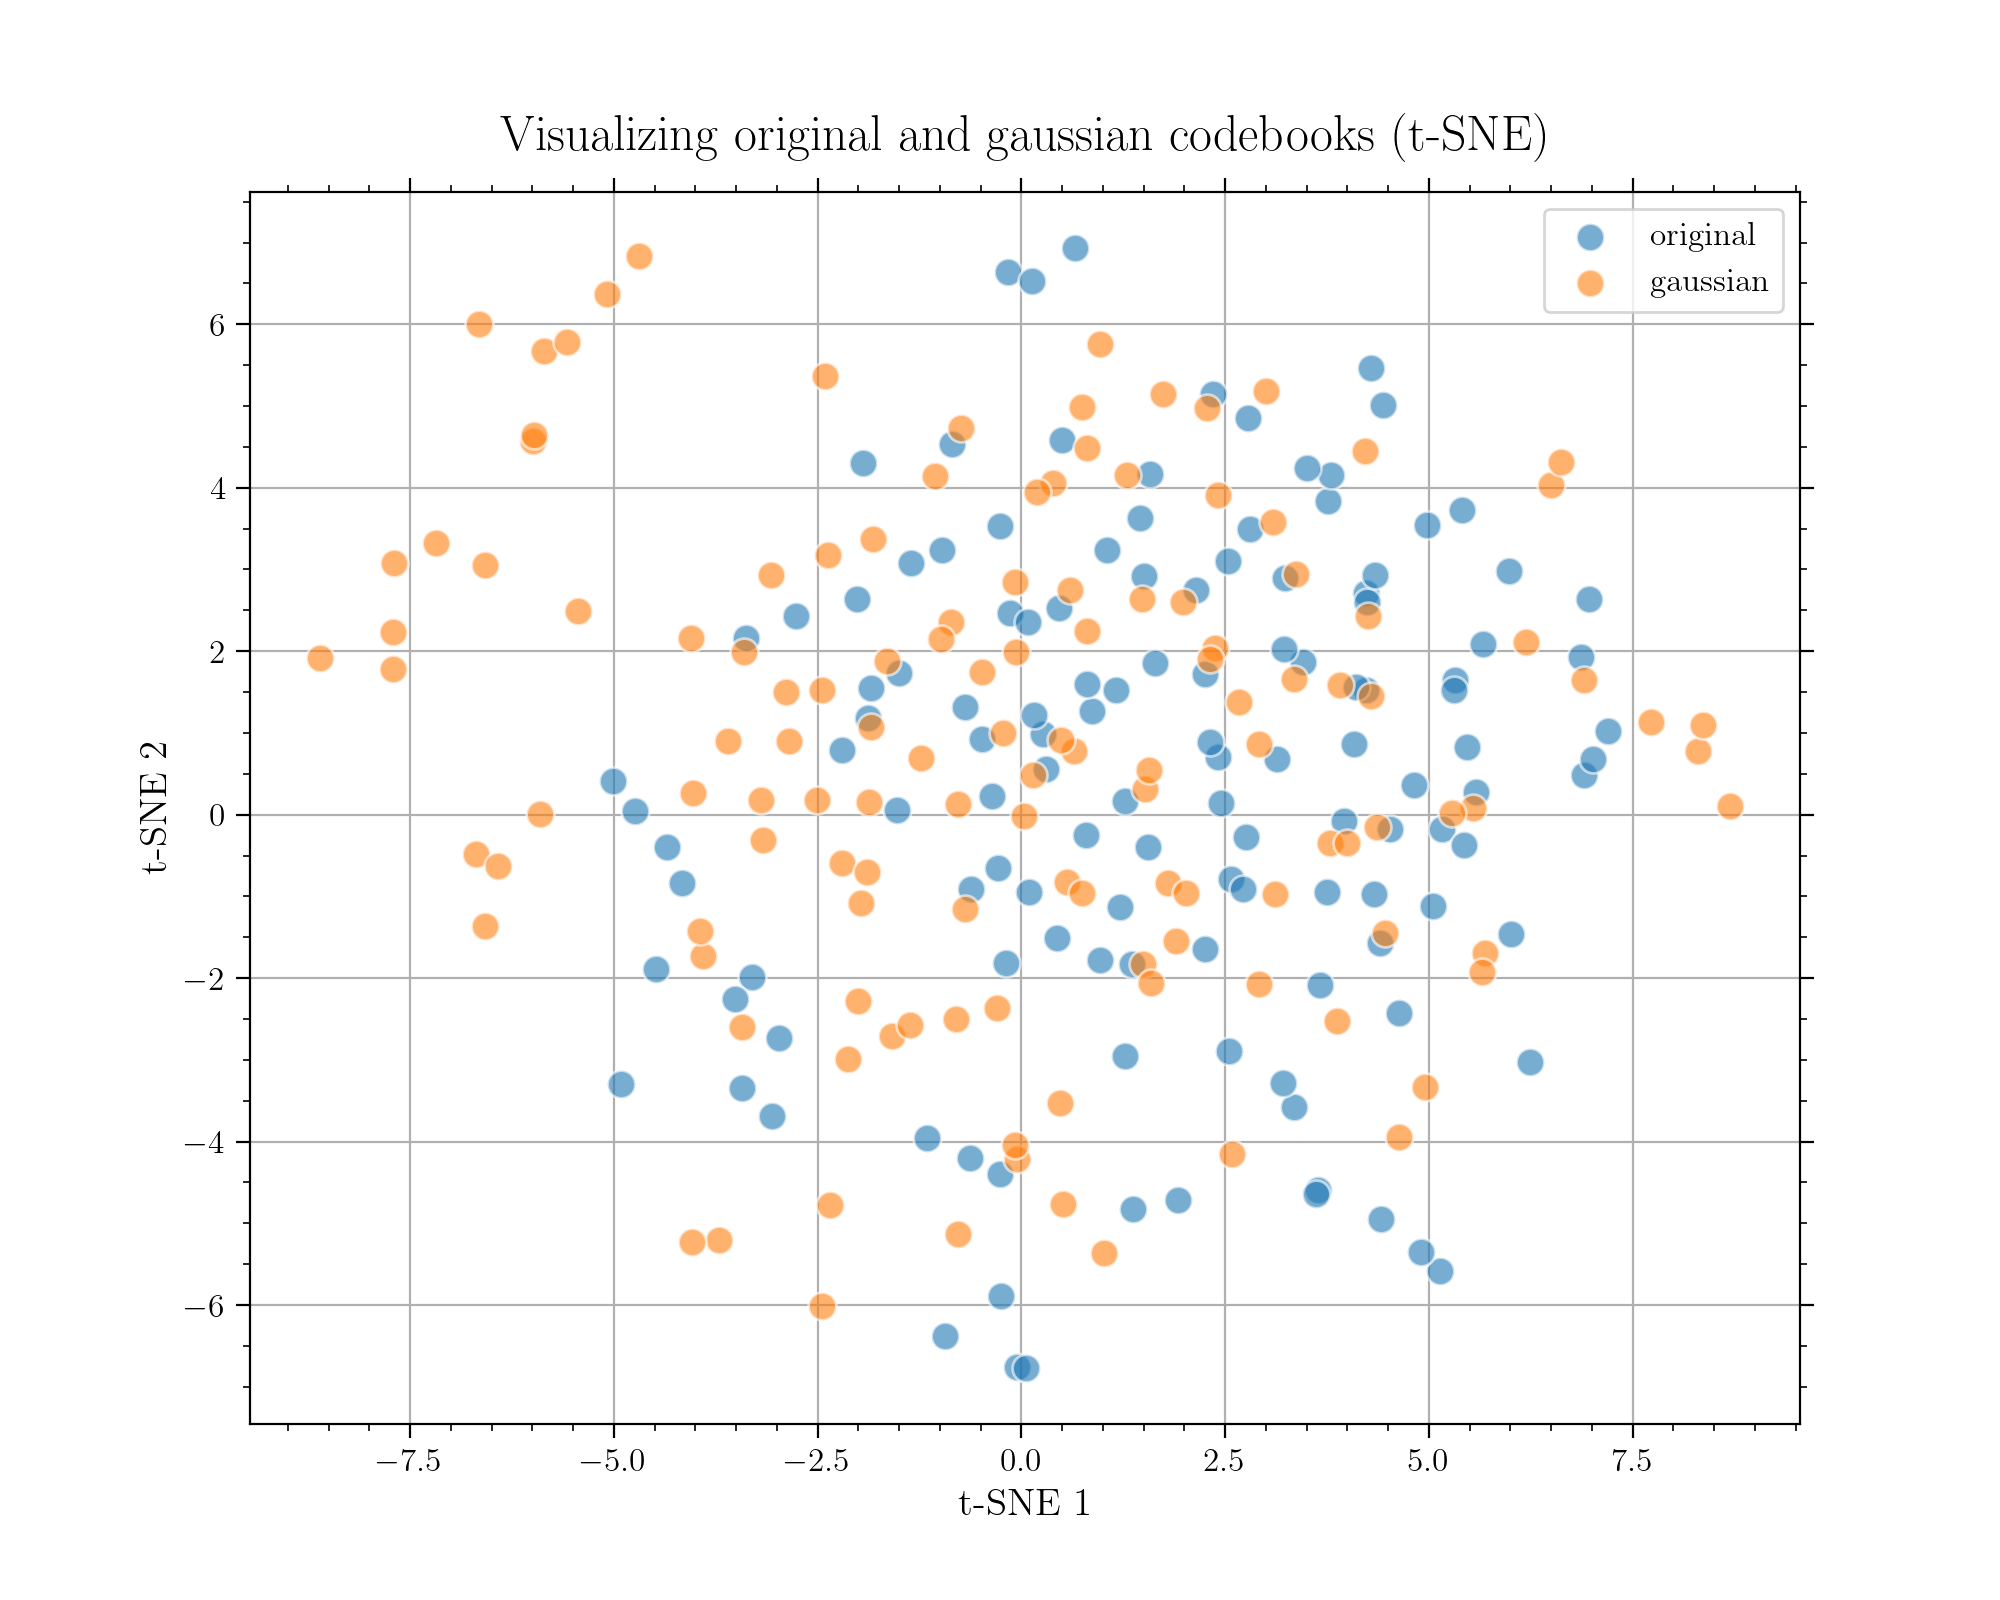 Visualizing original and gaussian codebooks (t-SNE)
original
gaussian
6
4
2
0
−2
−4
−6
t-SNE 2
−7.5 −5.0 −2.5 0.0 2.5 5.0 7.5
t-SNE 1